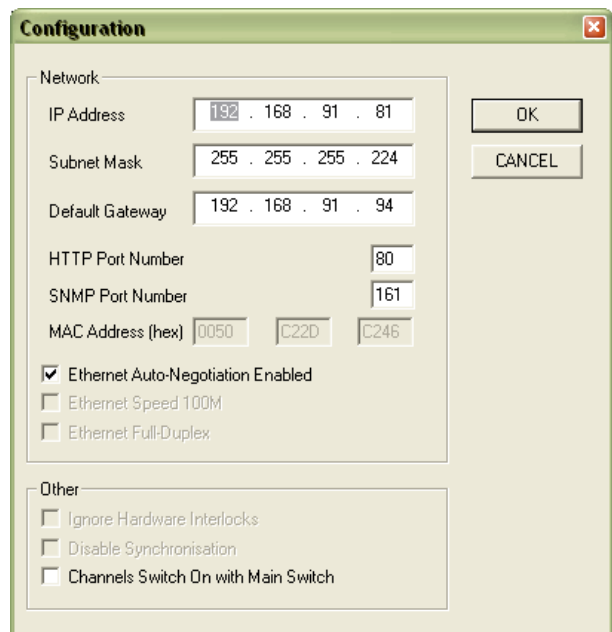 Configuration
Network
IP Address 192 . 168 . 91 . 81
OK
Subnet Mask 255 . 255 . 255 . 224
CANCEL
Default Gateway 192 . 168 . 91 . 94
HTTP Port Number 80
SNMP Port Number 161
MAC Address (hex) 0050 C22D C246
Ethernet Auto-Negotiation Enabled
Ethernet Speed 100M
Ethernet Full-Duplex
Other
Ignore Hardware Interlocks
Disable Synchronisation
Channels Switch On with Main Switch